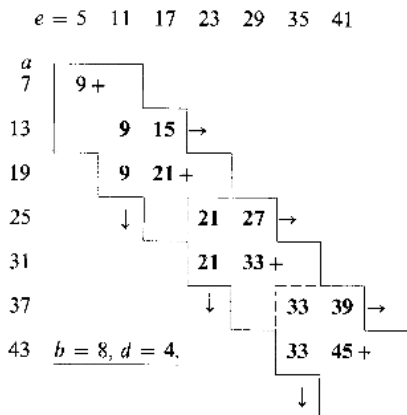 e = 5 11 17 23 29 35 41
a
7 9 +
13 9 15 →
19 9 21 +
25 ↓ 21 27 →
31 21 33 +
37 ↓ 33 39 →
43 b = 8, d = 4, 33 45 +
↓